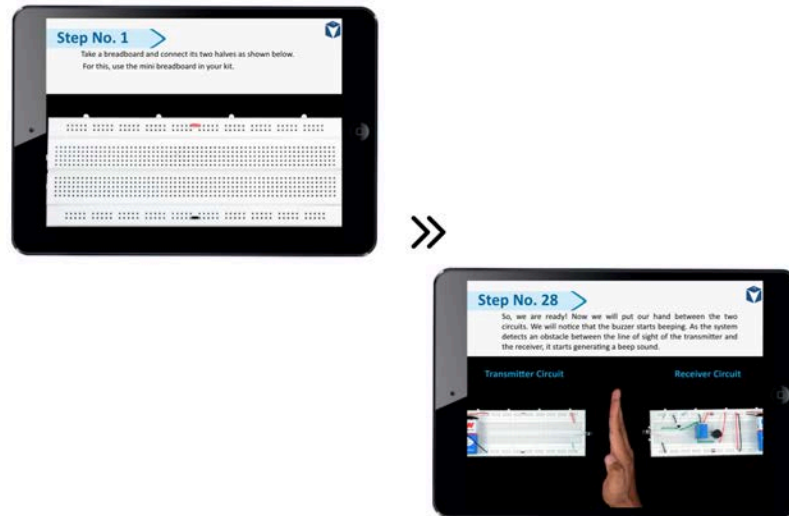 Step No. 1
Take a breadboard and connect its two halves as shown below.
For this, use the mini breadboard in your kit.
Step No. 28
So, we are ready! Now we will put our hand between the two
circuits. We will notice that the buzzer starts beeping. As the system
detects an obstacle between the line of sight of the transmitter and
the receiver, it starts generating a beep sound.
Transmitter Circuit
Receiver Circuit